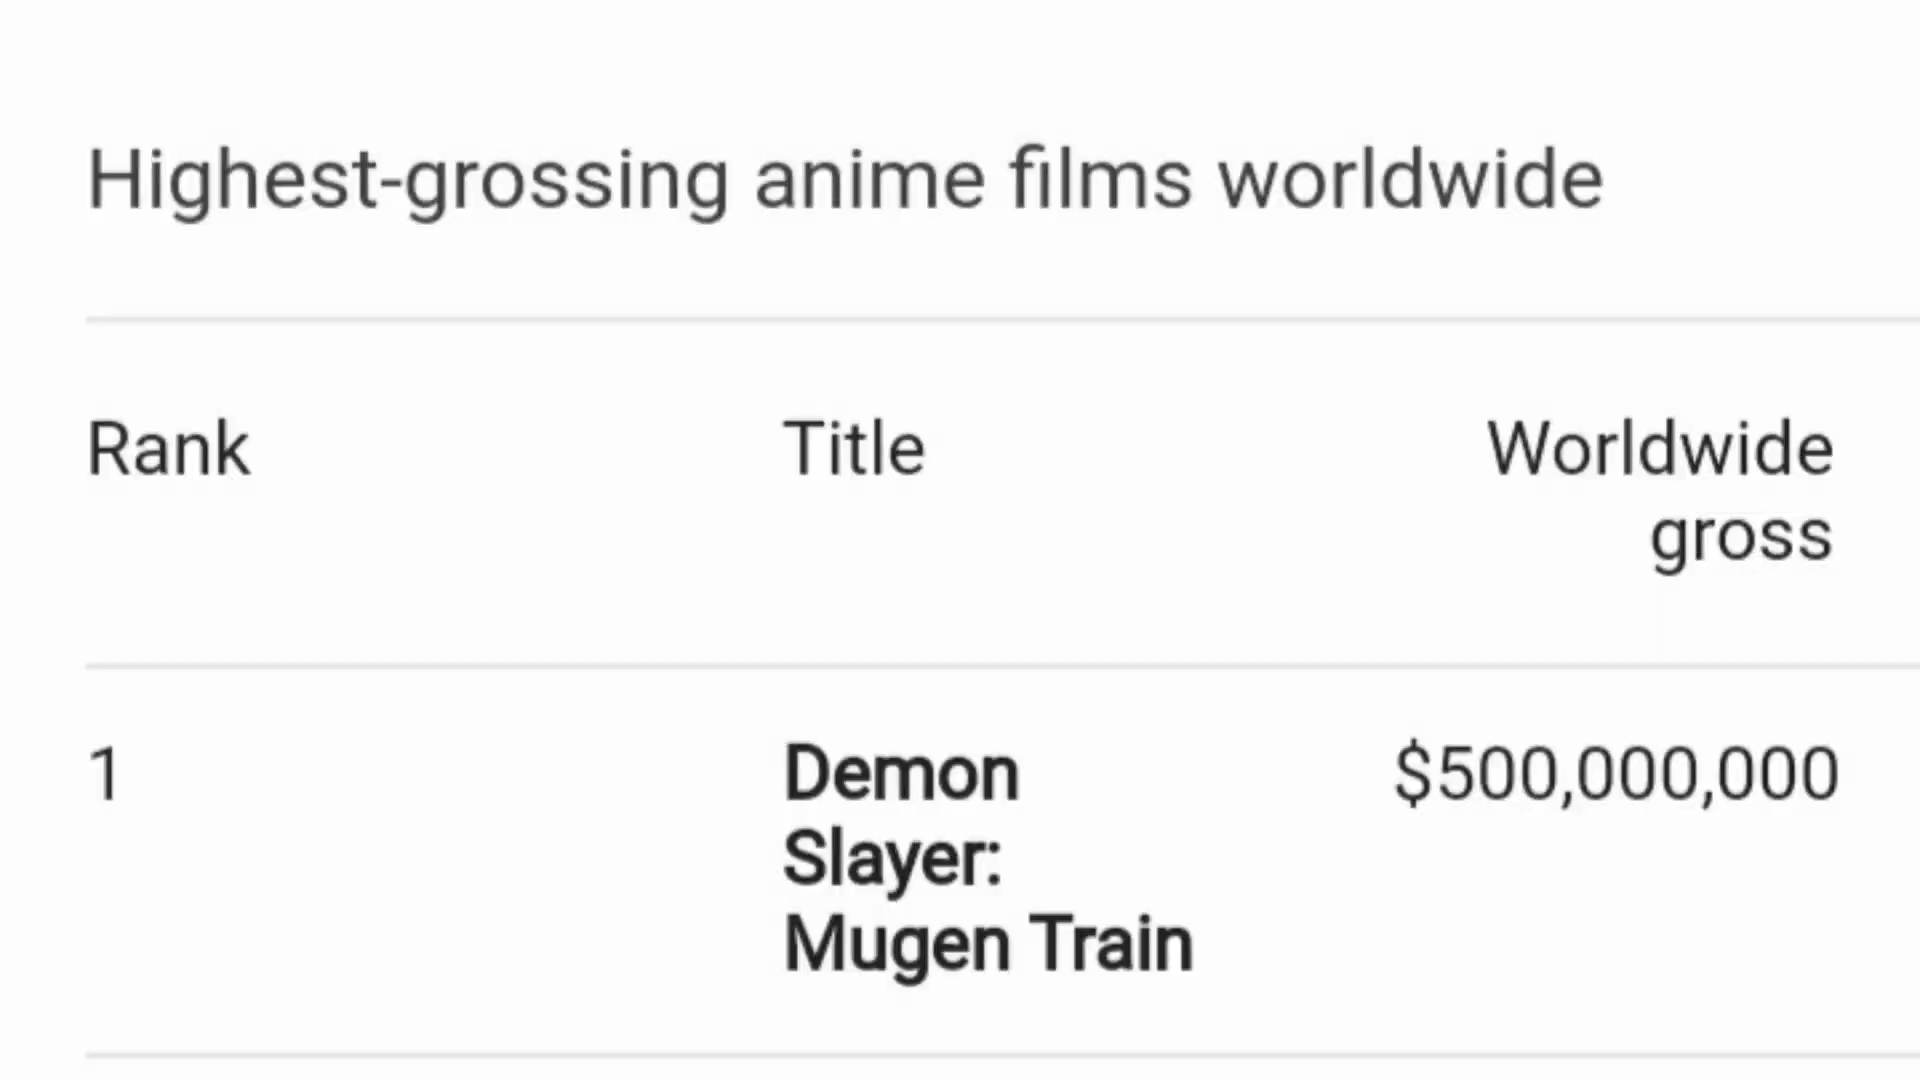 Highest-grossing anime films worldwide
Rank Title Worldwide
gross
1 Demon $500,000,000
Slayer:
Mugen Train